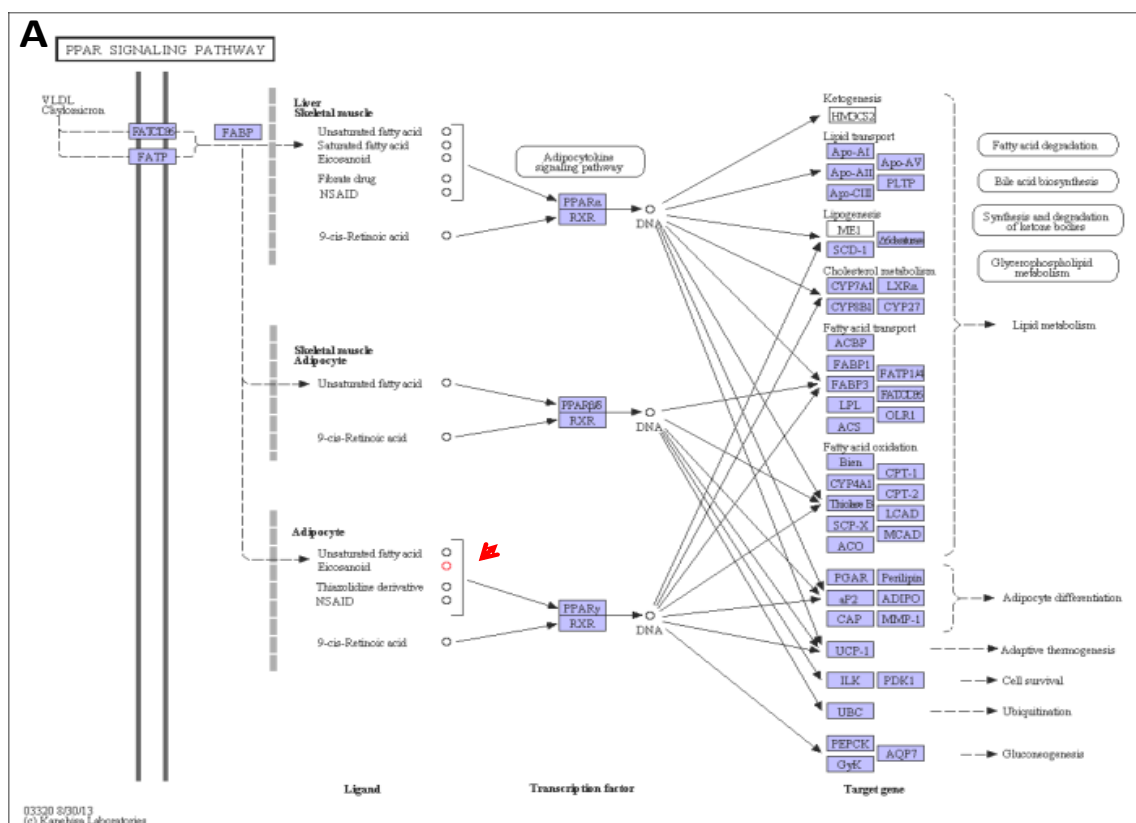 A
PPAR SIGNALING PATHWAY
VLDL
Chylomicron
FAT/CD36
FATP
FABP
Liver
Skeletal muscle
Unsaturated fatty acid
Saturated fatty acid
Eicosanoid
Fibrate drug
NSAID
9-cis-Retinoic acid
Adipocytokine
signaling pathway
PPARα
RXR
DNA
Skeletal muscle
Adipocyte
Unsaturated fatty acid
9-cis-Retinoic acid
PPARβ/δ
RXR
DNA
Adipocyte
Unsaturated fatty acid
Eicosanoid
Thiazolidine derivative
NSAID
9-cis-Retinoic acid
PPARγ
RXR
DNA
Ketogenesis
HMGCS2
Lipid transport
Apo-AI
Apo-AII
Apo-CIII
Apo-AV
PLTP
Lipogenesis
ME1
SCD-1
Cholesterol metabolism
CYP7A1 LXRα
CYP8B1 CYP27
Fatty acid transport
ACBP
FABP1
FABP3
LPL
ACS
FATP1/4
FAT/CD36
OLR1
Fatty acid oxidation
Bien
CYP4A1
Thiolase B
SCP-X
ACO
CPT-1
CPT-2
LCAD
MCAD
PGAR Perilipin
aP2 ADIPO
CAP MMP-1
UCP-1
ILK PDK1
UBC
PEPCK
GyK
AQP7
Fatty acid degradation
Bile acid biosynthesis
Synthesis and degradation
of ketone bodies
Glycerophospholipid
metabolism
Lipid metabolism
Adipocyte differentiation
Adaptive thermogenesis
Cell survival
Ubiquitination
Gluconeogenesis
Ligand
Transcription factor
Target gene
03320 8/30/13
(c) Kanehisa Laboratories